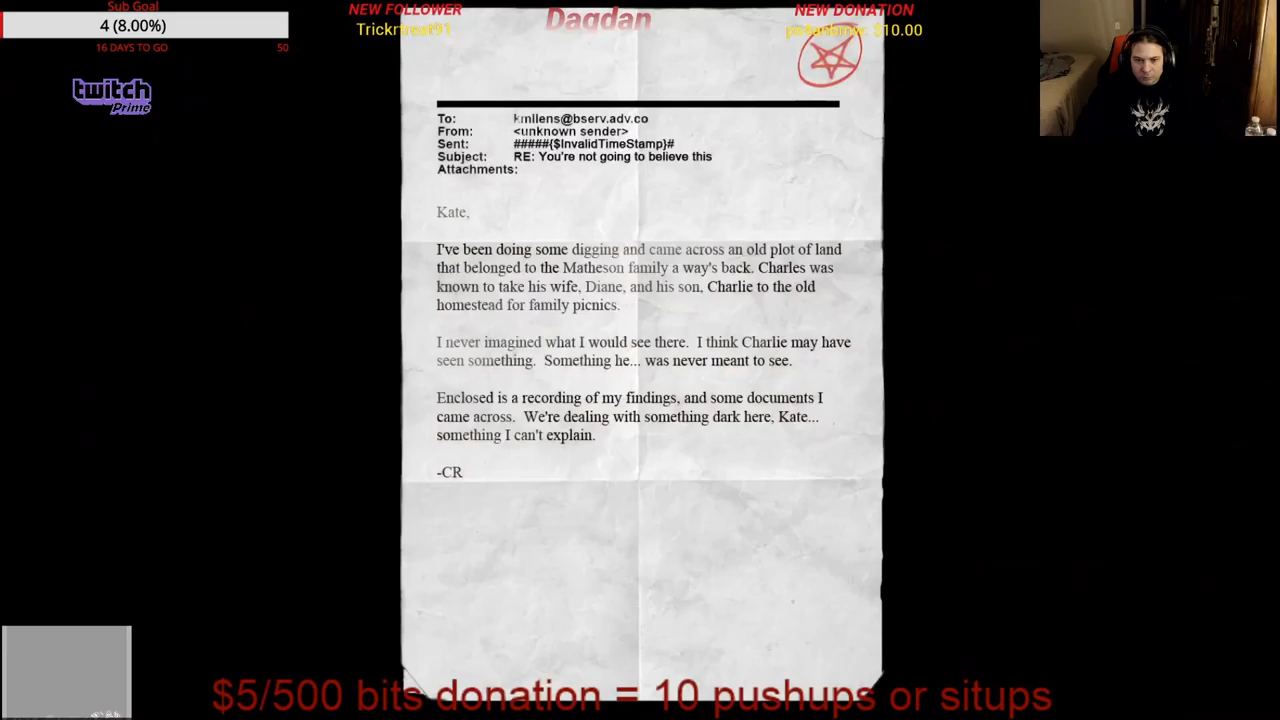 Sub Goal
4 (8.00%)
16 DAYS TO GO 50
twitch
Prime
NEW FOLLOWER
Trickrtreat91
Dagdan
NEW DONATION
$10.00
To: kmllens@bserv.adv.co
From: <unknown sender>
Sent: #####{$InvalidTimeStamp}#
Subject: RE: You're not going to believe this
Attachments:
Kate,
I've been doing some digging and came across an old plot of land
that belonged to the Matheson family a way's back. Charles was
known to take his wife, Diane, and his son, Charlie to the old
homestead for family picnics.
I never imagined what I would see there. I think Charlie may have
seen something. Something he... was never meant to see.
Enclosed is a recording of my findings, and some documents I
came across. We're dealing with something dark here, Kate...
something I can't explain.
-CR
$5/500 bits donation = 10 pushups or situps